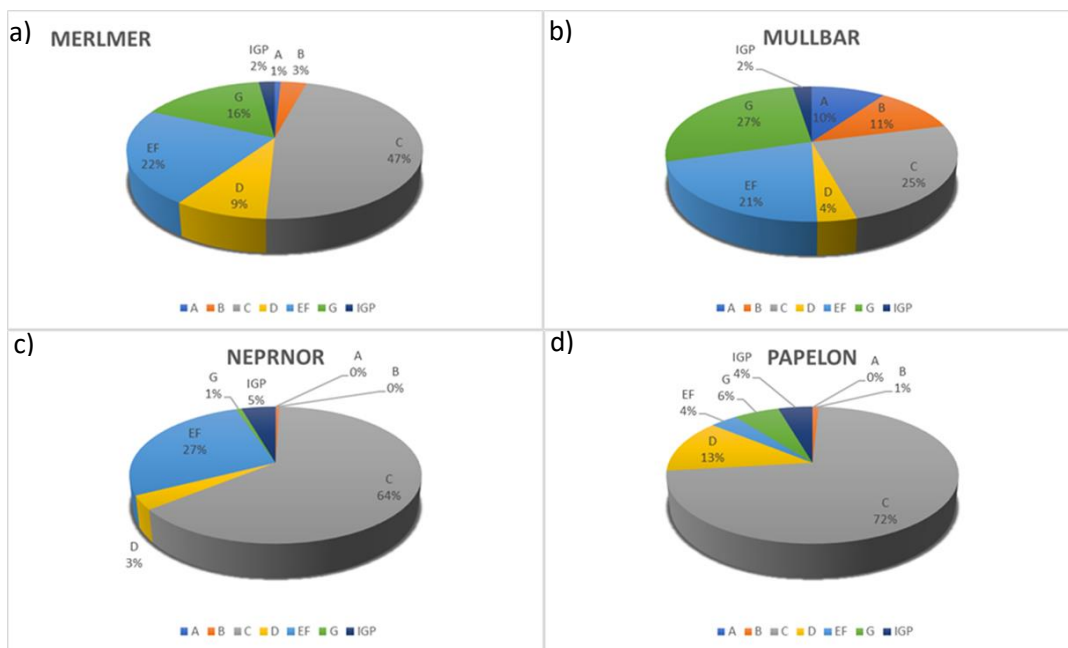 a)
MERLMER
IGP
2%
A
1%
B
3%
G
16%
C
47%
EF
22%
D
9%
A B C D EF G IGP
b)
MULLBAR
IGP
2%
A
10%
B
11%
G
27%
C
25%
EF
21%
D
4%
A B C D EF G IGP
c)
NEPRNOR
A
0%
B
0%
G
1%
IGP
5%
EF
27%
C
64%
D
3%
A B C D EF G IGP
d)
PAPELON
IGP
4%
A
0%
B
1%
G
6%
EF
4%
D
13%
C
72%
A B C D EF G IGP